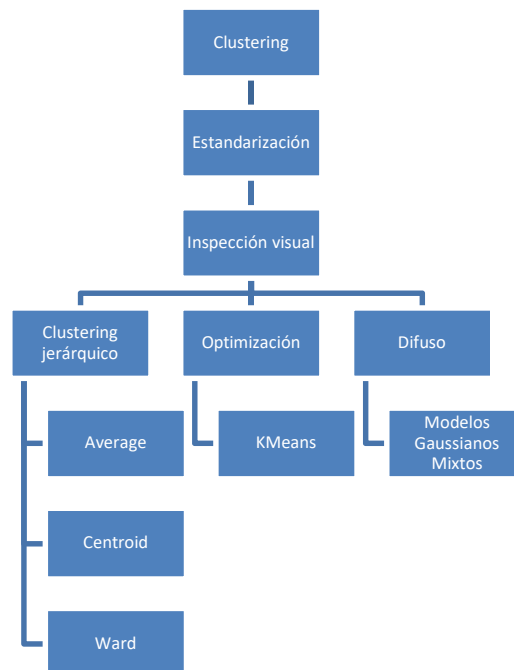 Clustering
Estandarización
Inspección visual
Clustering
jerárquico
Optimización
Difuso
Average
KMeans
Modelos
Gaussianos
Mixtos
Centroid
Ward